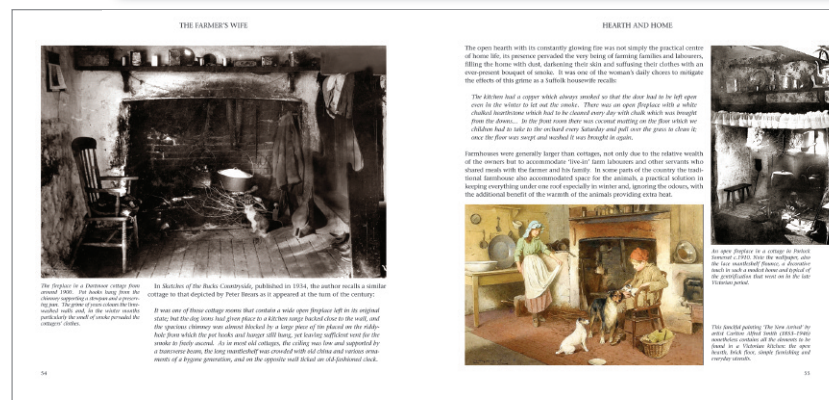 THE FARMER'S WIFE
The fireplace in a Dartmoor cottage from
around 1900. Pot hooks hang from the
chimney supporting a stewpan and a preserv-
ing pan. The grime of years colours the lime-
washed walls and, in the winter months
particularly the smell of smoke pervaded the
cottagers' clothes.
In Sketches of the Bucks Countryside, published in 1934, the author recalls a similar
cottage to that depicted by Peter Brears as it appeared at the turn of the century:
It was one of those cottage rooms that contain a wide open fireplace left in its original
state; but the dog irons had given place to a kitchen range backed close to the wall, and
the spacious chimney was almost blocked by a large piece of tin placed on the
hole from which the pot hooks and hanger still hung, yet leaving sufficient vent for the
smoke to freely ascend. As in most old cottages, the ceiling was low and supported by
a transverse beam, the long mantleshelf was crowded with old china and various orna-
ments of a bygone generation, and on the opposite wall ticked an old-fashioned clock.
54
HEARTH AND HOME
The open hearth with its constantly glowing fire was not simply the practical centre
of home life, its presence pervaded the very being of farming families and labourers,
filling the home with dust, darkening their skin and suffusing their clothes with an
ever-present bouquet of smoke. It was one of the woman's daily chores to mitigate
the effects of this grime as a Suffolk housewife recalls:
The kitchen had a copper which always smoked so that the door had to be left open
even in the winter to let out the smoke. There was an open fireplace with a white
chalked hearthstone which had to be cleaned every day with chalk which was brought
from the downs... In the front room there was coconut matting on the floor which we
children had to take to the orchard every Saturday and pull over the grass to clean it;
once the floor was swept and washed it was brought in again.
Farmhouses were generally larger than cottages, not only due to the relative wealth
of the owners but to accommodate 'live-in' farm labourers and other servants who
shared meals with the farmer and his family. In some parts of the country the tradi-
tional farmhouse also accommodated space for the animals, a practical solution in
keeping everything under one roof especially in winter and, ignoring the odours, with
the additional benefit of the warmth of the animals providing extra heat.
An open fireplace in a cottage in Porlock
Somerset c.1910. Note the wallpaper, also
the lace mantleshelf flounce, a decorative
touch in such a modest home and typical of
the gentrification that went on in the late
Victorian period.
This fanciful painting 'The New Arrival' by
artist Carlton Alfred Smith (1853–1946)
nonetheless contains all the elements to be
found in a Victorian kitchen: the open
hearth, brick floor, simple furnishing and
everyday utensils.
55